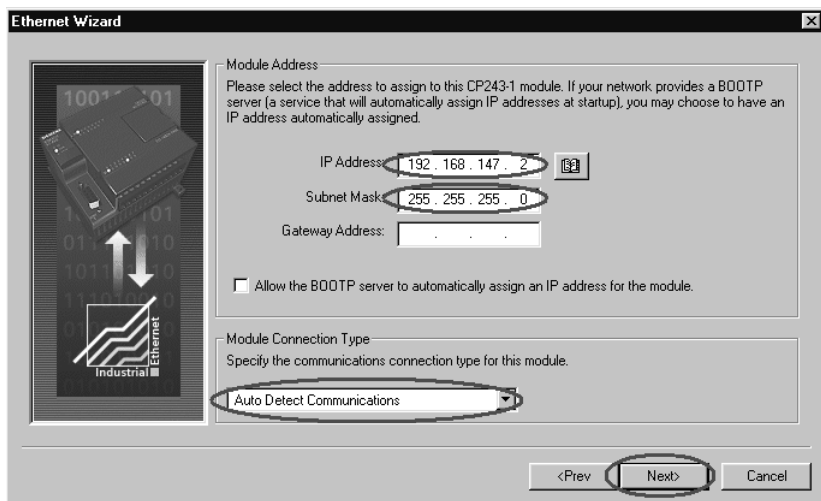 Ethernet Wizard
Module Address
Please select the address to assign to this CP243-1 module. If your network provides a BOOTP
server (a service that will automatically assign IP addresses at startup), you may choose to have an
IP address automatically assigned.
IP Address: 192 . 168 . 147 . 2
Subnet Mask: 255 . 255 . 255 . 0
Gateway Address: . . .
Allow the BOOTP server to automatically assign an IP address for the module.
Module Connection Type
Specify the communications connection type for this module.
Auto Detect Communications
Industrial
Ethernet
<Prev
Next>
Cancel